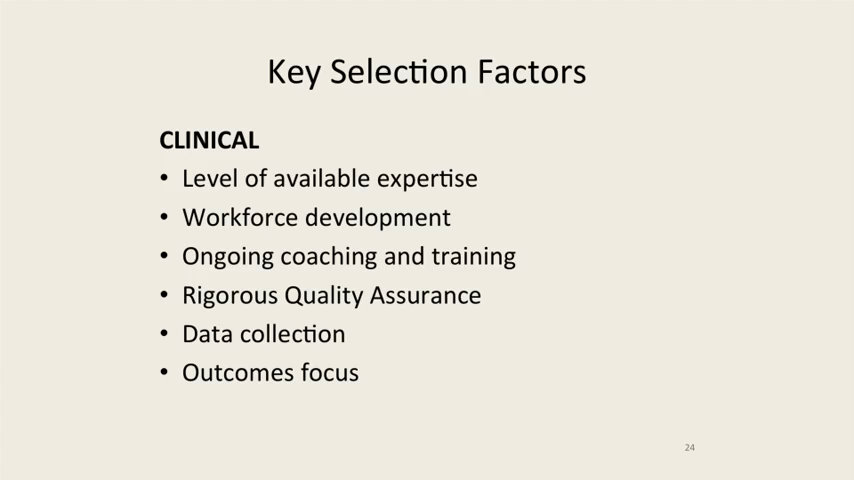 Key Selection Factors
CLINICAL
• Level of available expertise
• Workforce development
• Ongoing coaching and training
• Rigorous Quality Assurance
• Data collection
• Outcomes focus
24